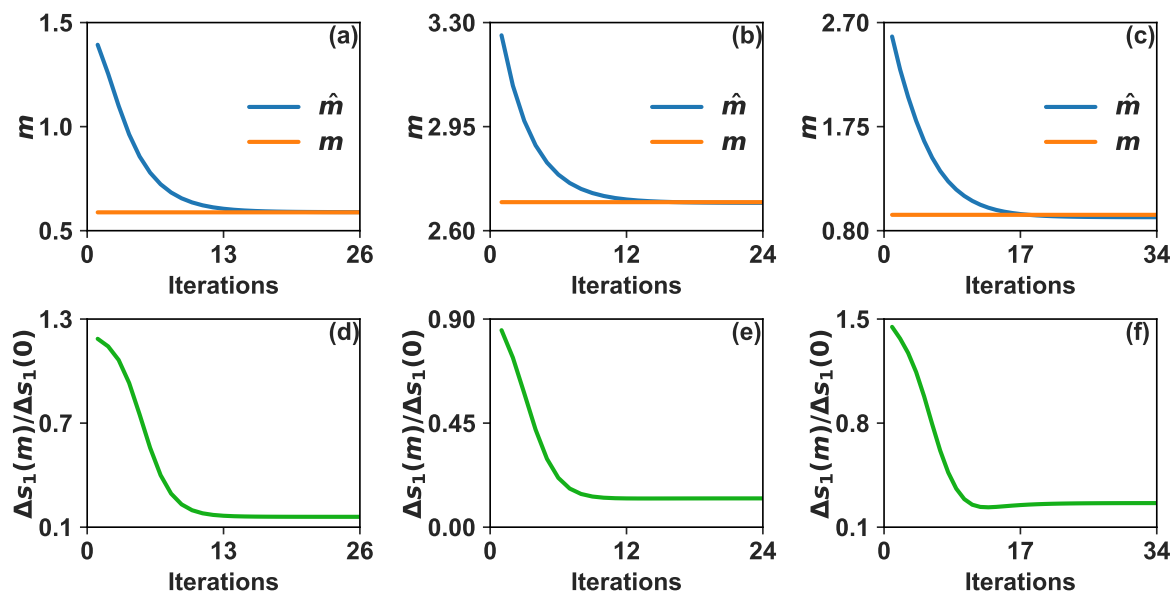 1.5
1.0
0.5
m
(a)
m̂
m
0
13
26
Iterations
3.30
2.95
2.60
m
(b)
m̂
m
0
12
24
Iterations
2.70
1.75
0.80
m
(c)
m̂
m
0
17
34
Iterations
1.3
0.7
0.1
Δs₁(m)/Δs₁(0)
(d)
0
13
26
Iterations
0.90
0.45
0.00
Δs₁(m)/Δs₁(0)
(e)
0
12
24
Iterations
1.5
0.8
0.1
Δs₁(m)/Δs₁(0)
(f)
0
17
34
Iterations